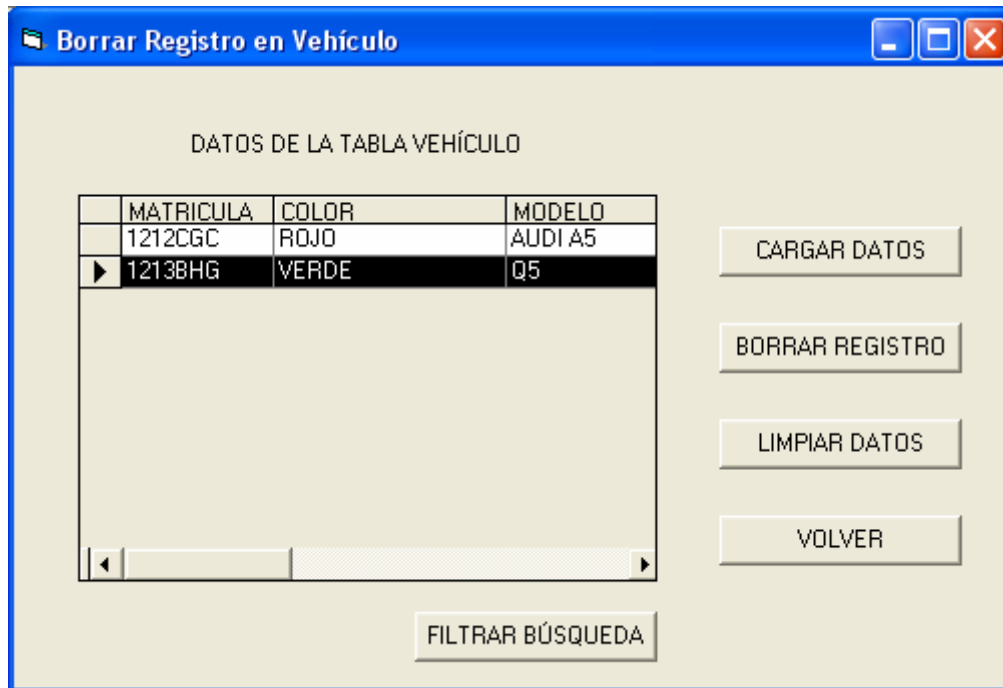 Borrar Registro en Vehículo
DATOS DE LA TABLA VEHÍCULO
MATRICULA COLOR MODELO
1212CGC ROJO AUDI A5
1213BHG VERDE Q5
CARGAR DATOS
BORRAR REGISTRO
LIMPIAR DATOS
VOLVER
FILTRAR BÚSQUEDA